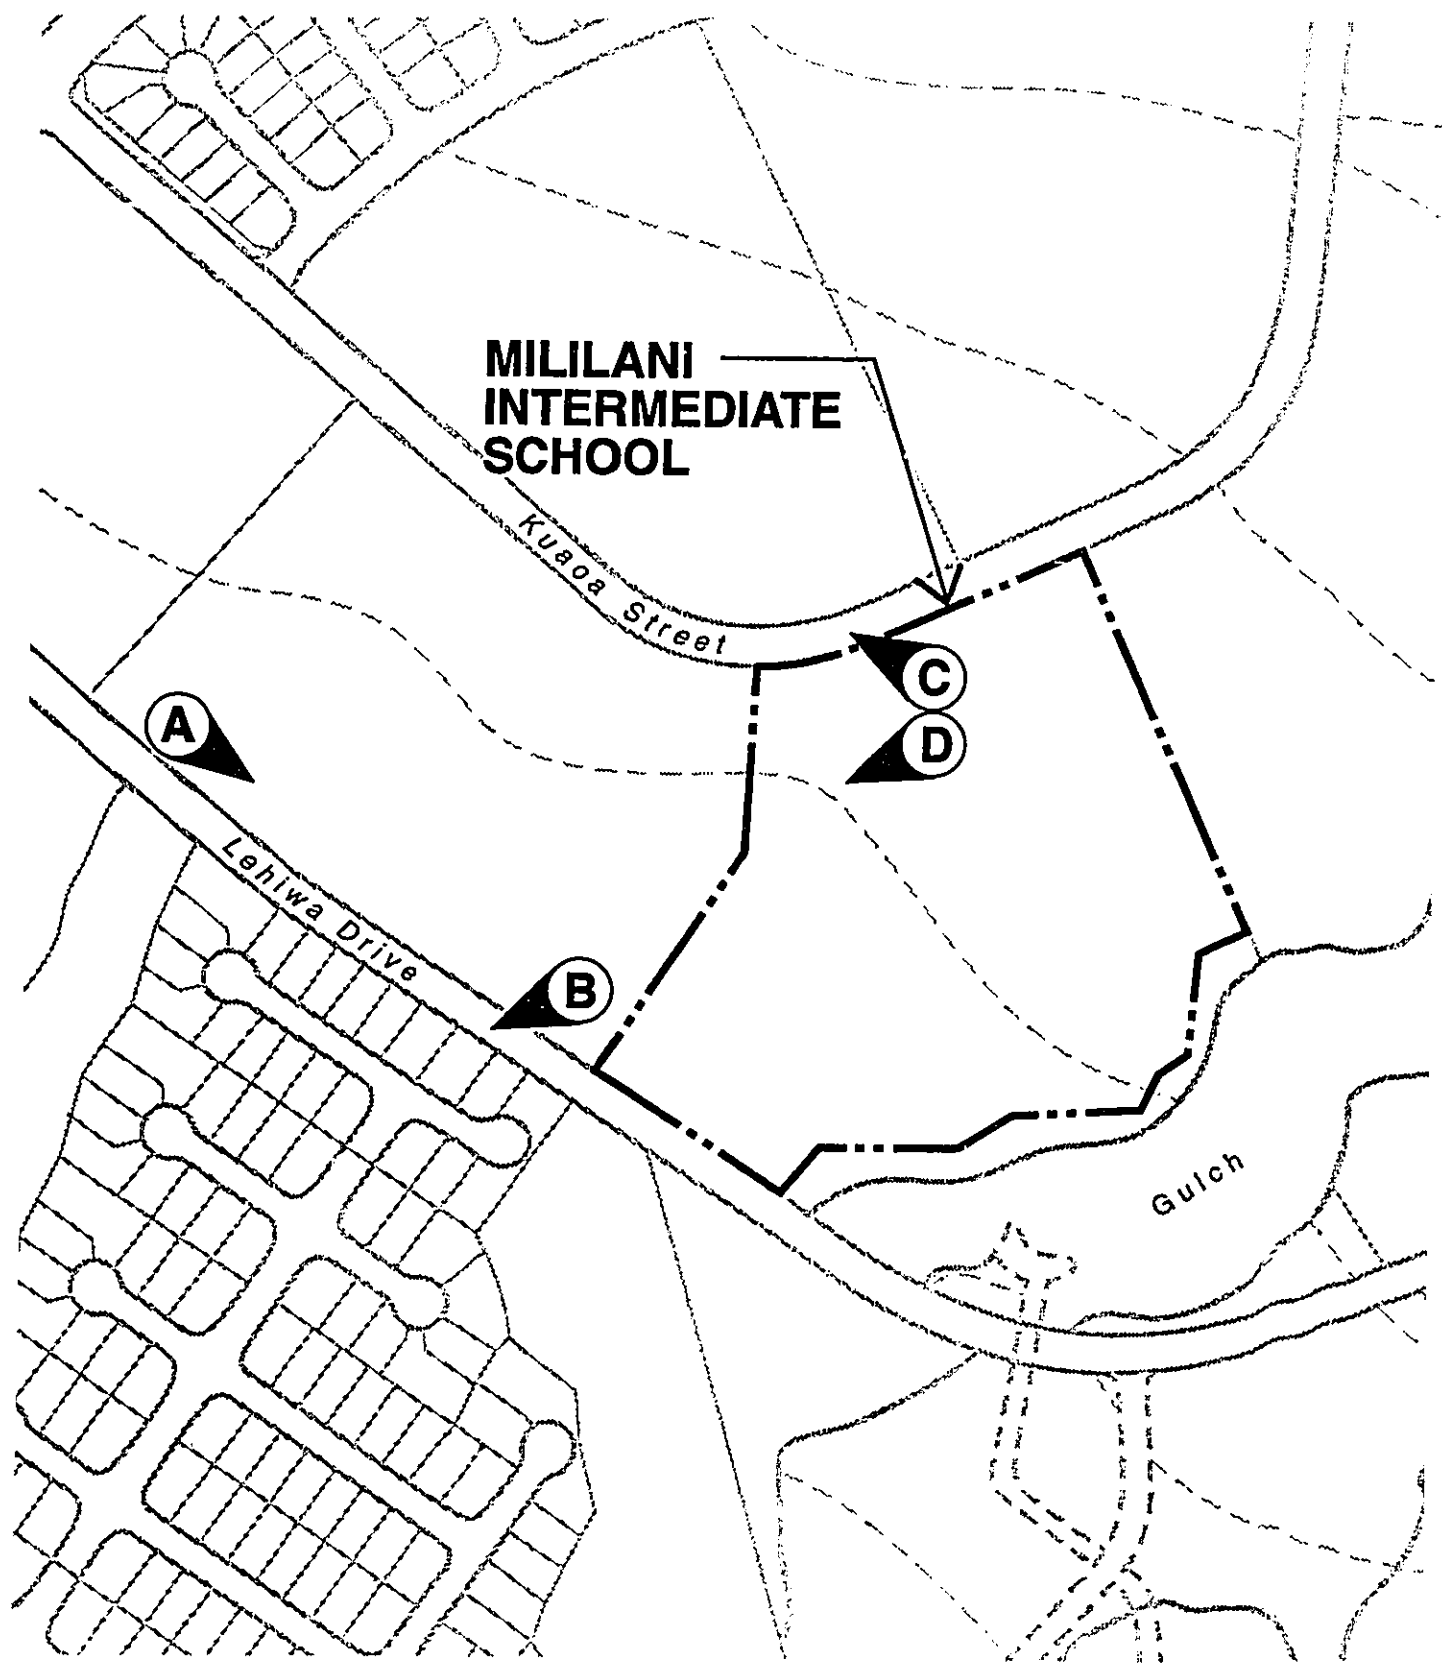 MILILANI
INTERMEDIATE
SCHOOL
Kuaoa Street
C
A
D
Lehiwa Drive
B
Gulch